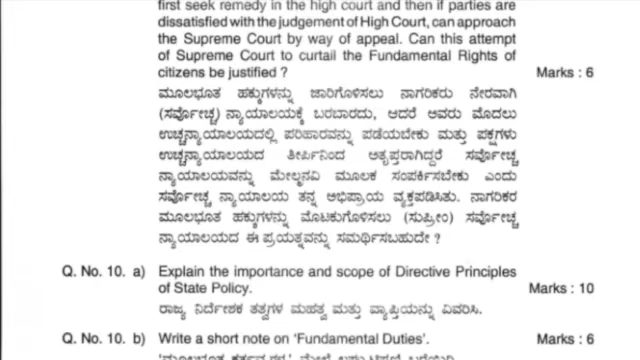 first seek remedy in the high court and then if parties are
dissatisfied with the judgement of High Court, can approach
the Supreme Court by way of appeal. Can this attempt
of Supreme Court to curtail the Fundamental Rights of
citizens be justified ? Marks : 6
ಮೂಲಭೂತ ಹಕ್ಕುಗಳನ್ನು ಜಾರಿಗೊಳಿಸಲು ನಾಗರಿಕರು ನೇರವಾಗಿ
(ಸರ್ವೋಚ್ಚ) ನ್ಯಾಯಾಲಯಕ್ಕೆ ಬರಬಾರದು, ಆದರೆ ಅವರು ಮೊದಲು
ಉಚ್ಚನ್ಯಾಯಾಲಯದಲ್ಲಿ ಪರಿಹಾರವನ್ನು ಪಡೆಯಬೇಕು ಮತ್ತು ಪಕ್ಷಗಳು
ಉಚ್ಚನ್ಯಾಯಾಲಯದ ತೀರ್ಪಿನಿಂದ ಅತೃಪ್ತರಾಗಿದ್ದರೆ ಸರ್ವೋಚ್ಚ
ನ್ಯಾಯಾಲಯವನ್ನು ಮೇಲ್ಮನವಿ ಮೂಲಕ ಸಂಪರ್ಕಿಸಬೇಕು ಎಂದು
ಸರ್ವೋಚ್ಚ ನ್ಯಾಯಾಲಯ ತನ್ನ ಅಭಿಪ್ರಾಯ ವ್ಯಕ್ತಪಡಿಸಿತು. ನಾಗರಿಕರ
ಮೂಲಭೂತ ಹಕ್ಕುಗಳನ್ನು ಮೊಟಕುಗೊಳಿಸಲು (ಸುಪ್ರೀಂ) ಸರ್ವೋಚ್ಚ
ನ್ಯಾಯಾಲಯದ ಈ ಪ್ರಯತ್ನವನ್ನು ಸಮರ್ಥಿಸಬಹುದೇ ?
Q. No. 10. a) Explain the importance and scope of Directive Principles
of State Policy. Marks : 10
ರಾಜ್ಯ ನಿರ್ದೇಶಕ ತತ್ವಗಳ ಮಹತ್ವ ಮತ್ತು ವ್ಯಾಪ್ತಿಯನ್ನು ವಿವರಿಸಿ.
Q. No. 10. b) Write a short note on 'Fundamental Duties'. Marks : 6